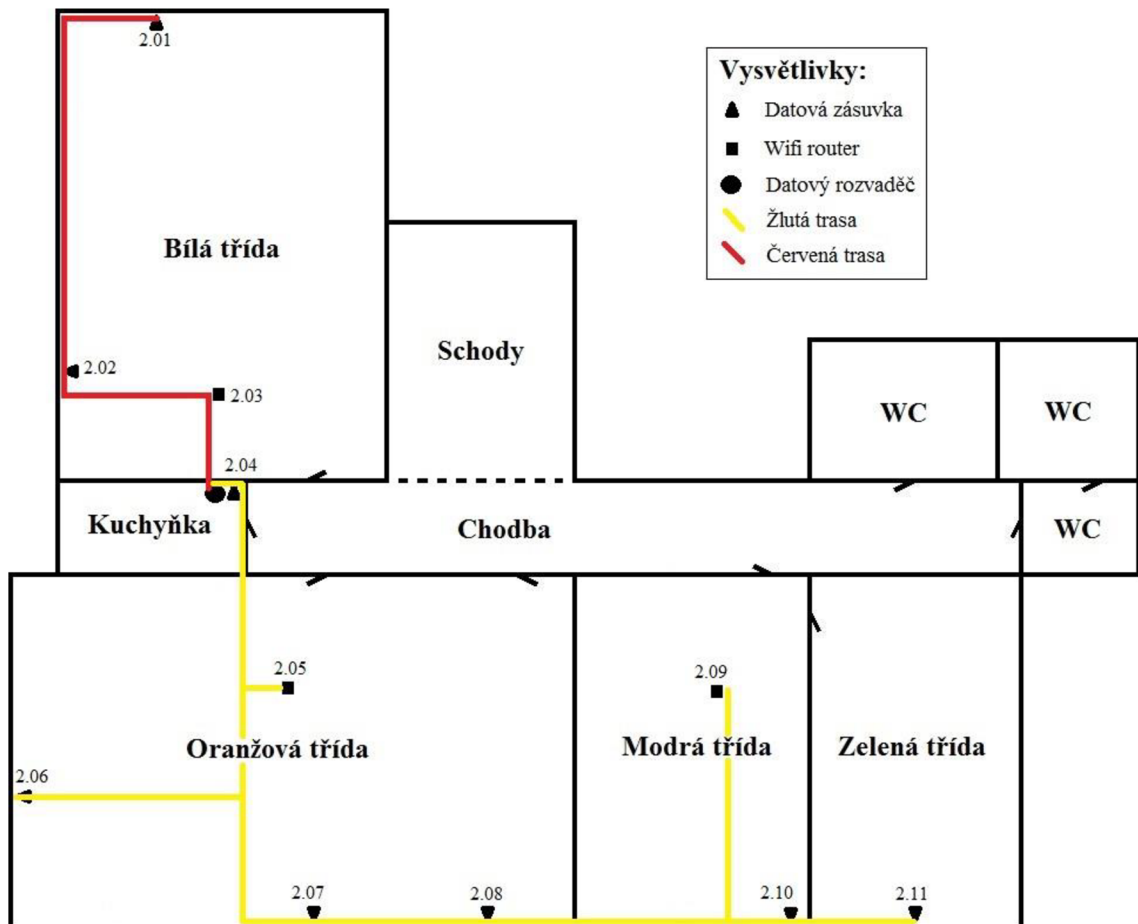 2.01
Vysvětlivky:
Datová zásuvka
Wifi router
Datový rozvaděč
Žlutá trasa
Červená trasa
Bílá třída
Schody
2.02
2.03
WC
WC
2.04
Kuchyňka
Chodba
WC
2.05
2.09
Oranžová třída
Modrá třída
Zelená třída
2.06
2.07
2.08
2.10
2.11